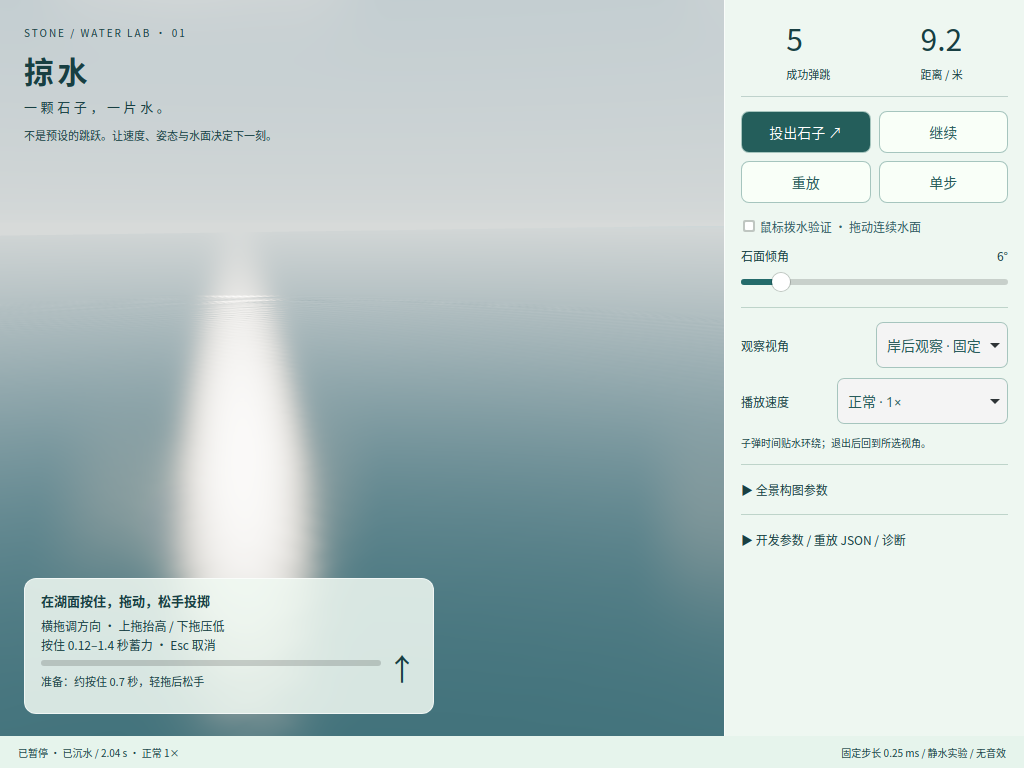 STONE / WATER LAB · 01
掠水
一颗石子，一片水。
不是预设的跳跃。让速度、姿态与水面决定下一刻。
5
成功弹跳
9.2
距离 / 米
投出石子 ↗
继续
重放
单步
鼠标拨水验证 · 拖动连续水面
石面倾角
6°
观察视角
岸后观察 · 固定
播放速度
正常 · 1×
子弹时间贴水环绕；退出后回到所选视角。
▶ 全景构图参数
▶ 开发参数 / 重放 JSON / 诊断
在湖面按住，拖动，松手投掷
横拖调方向 · 上拖抬高 / 下拖压低
按住 0.12–1.4 秒蓄力 · Esc 取消
↑
准备：约按住 0.7 秒，轻拖后松手
已暂停 · 已沉水 / 2.04 s · 正常 1×
固定步长 0.25 ms / 静水实验 / 无音效